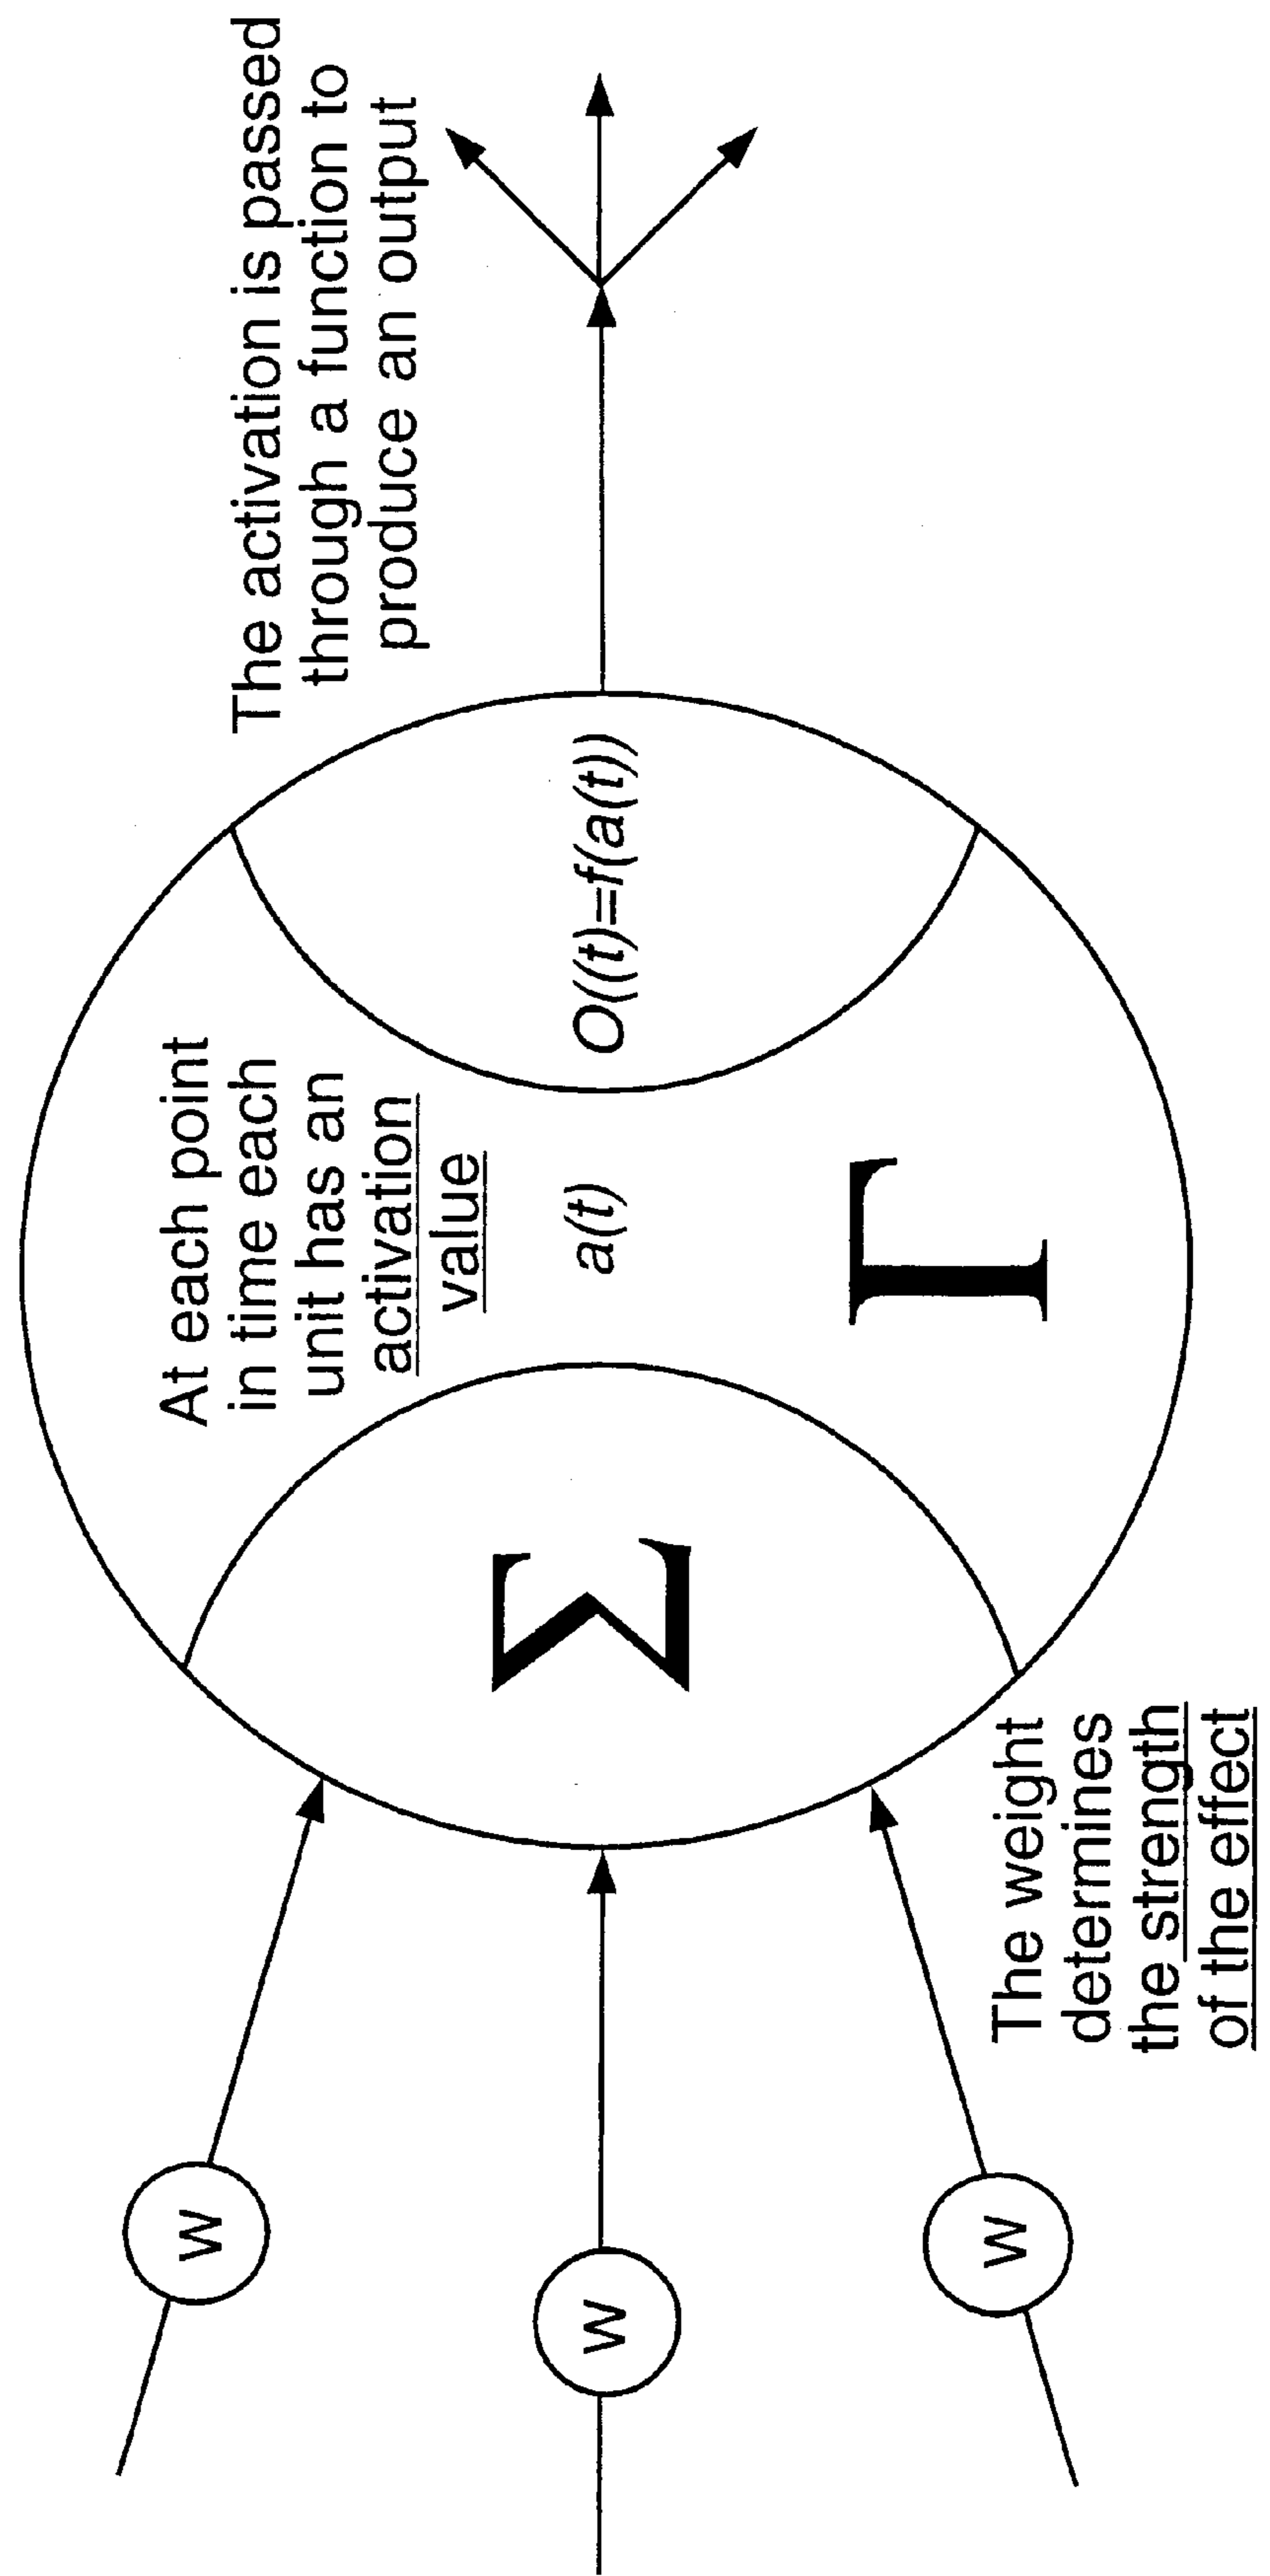 The activation is passed
through a function to
produce an output
At each point
in time each
unit has an
activation
value
w
w
w
Σ
a(t)
O((t)=f(a(t))
Γ
The weight
determines
the strength
of the effect